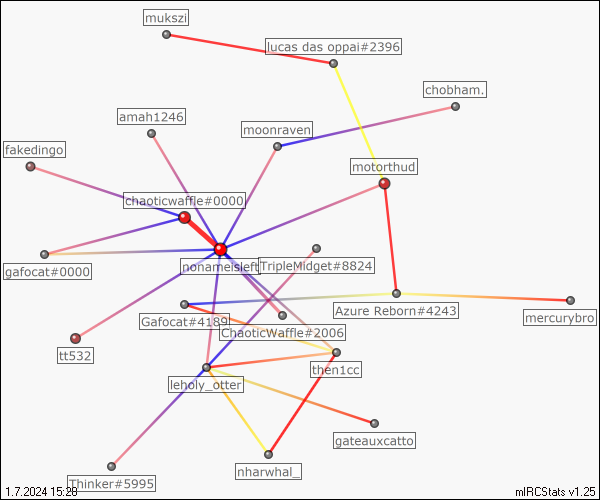 mukszi
lucas das oppai#2396
chobham.
amah1246
moonraven
fakedingo
motorthud
chaoticwaffle#0000
nonameisleft
TripleMidget#8824
gafocat#0000
Gafocat#4189
ChaoticWaffle#2006
Azure Reborn#4243
mercurybro
tt532
then1cc
leholy_otter
gateauxcatto
nharwhal_
Thinker#5995
1.7.2024 15:28
mIRCStats v1.25